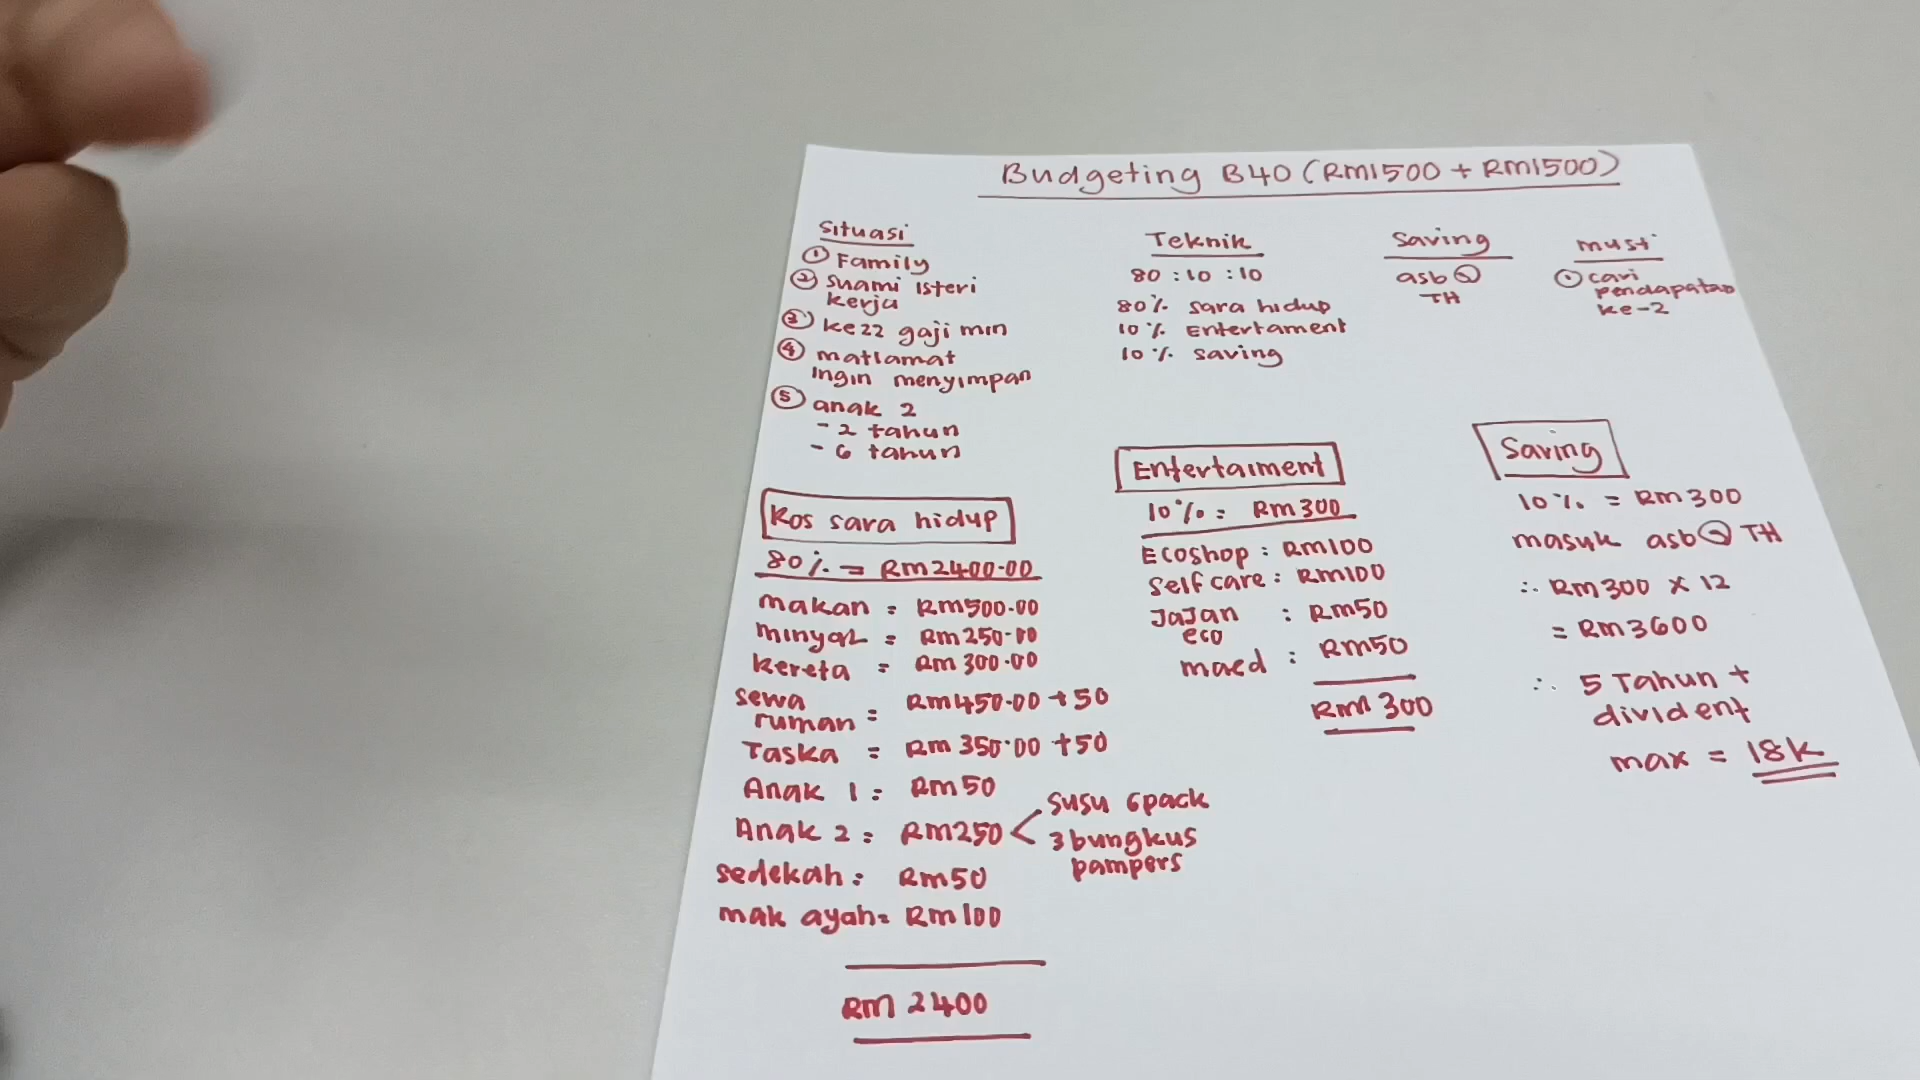 Budgeting B40 (RM1500 + RM1500)
Situasi
① Family
② Suami Isteri
kerja
③ ke22 gaji min
④ matlamat
Ingin menyimpan
⑤ anak 2
- 2 tahun
- 6 tahun
Teknik
80 : 10 : 10
80% sara hidup
10% Entertament
10% saving
Saving
asb @
TH
must
① cari
pendapatan
ke-2
Kos sara hidup
80% = RM2400.00
makan = RM500.00
minyak = RM250.00
kereta = RM300.00
sewa
rumah = RM450.00 + 50
Taska = RM350.00 + 50
Anak 1 : RM50
Anak 2 : RM250 < susu 6pack
3 bungkus
pampers
sedekah : RM50
mak ayah = RM100
RM 2400
Entertaiment
10% = RM300
Ecoshop : RM100
Self care : RM100
Jajan : RM50
eco
maed : RM50
RM 300
Saving
10% = RM300
masuk asb @ TH
∴ RM300 x 12
= RM3600
∴ 5 Tahun +
divident
max = 18k